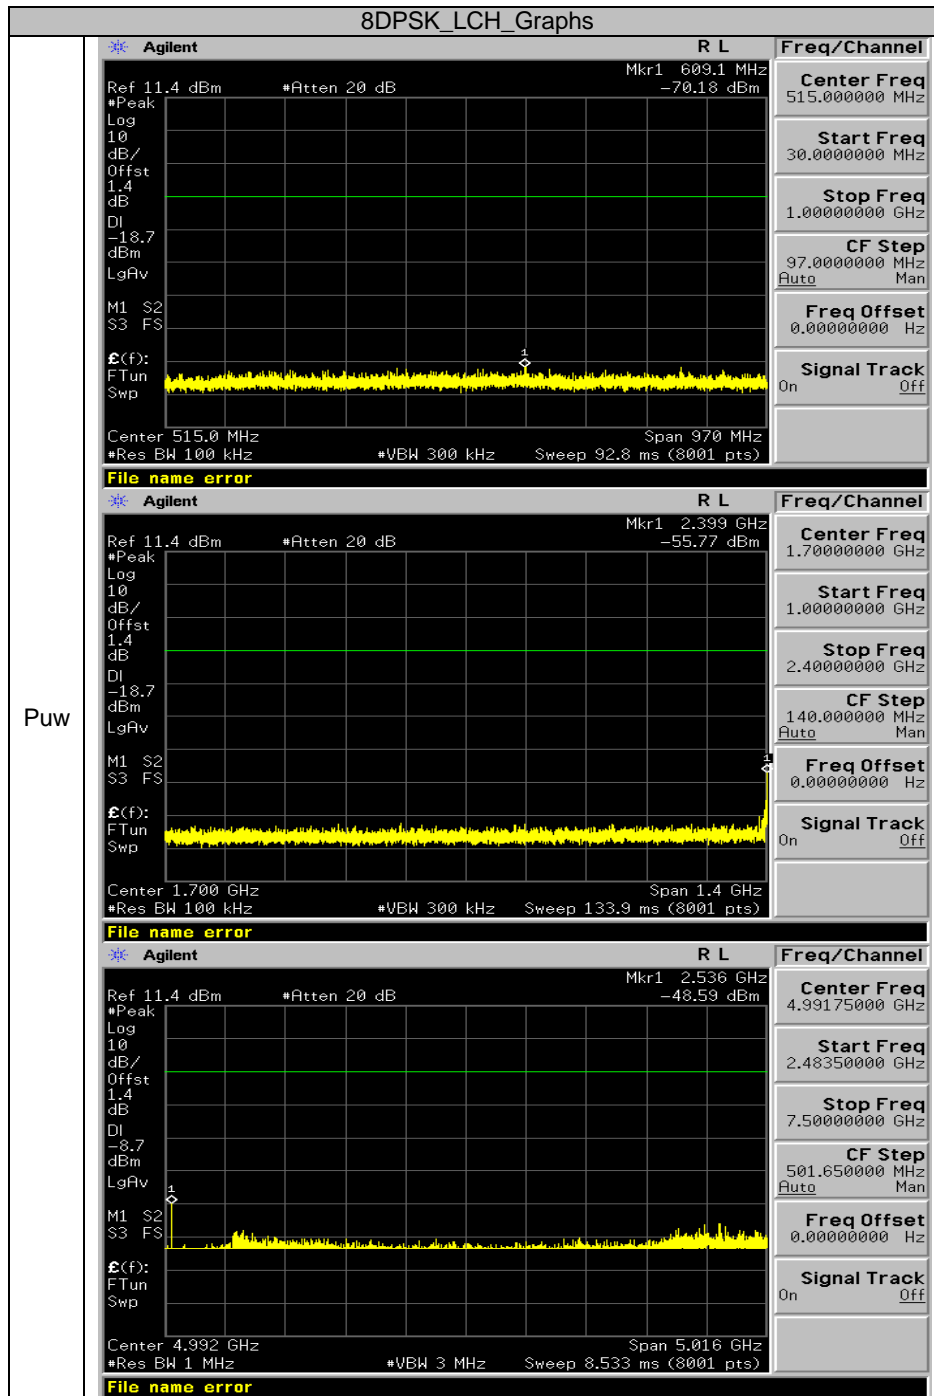 8DPSK_LCH_Graphs
Puw
Agilent R L Freq/Channel
Mkr1 609.1 MHz
Ref 11.4 dBm #Atten 20 dB -70.18 dBm
#Peak
Log
10
dB/
Offst
1.4
dB
DI
-18.7
dBm
LgAv
M1 S2
S3 FS
£(f):
FTun
Swp
1
Center 515.0 MHz Span 970 MHz
#Res BW 100 kHz #VBW 300 kHz Sweep 92.8 ms (8001 pts)
File name error
Center Freq
515.000000 MHz
Start Freq
30.0000000 MHz
Stop Freq
1.00000000 GHz
CF Step
97.0000000 MHz
Auto Man
Freq Offset
0.00000000 Hz
Signal Track
On Off
Agilent R L Freq/Channel
Mkr1 2.399 GHz
Ref 11.4 dBm #Atten 20 dB -55.77 dBm
#Peak
Log
10
dB/
Offst
1.4
dB
DI
-18.7
dBm
LgAv
M1 S2
S3 FS
£(f):
FTun
Swp
1
Center 1.700 GHz Span 1.4 GHz
#Res BW 100 kHz #VBW 300 kHz Sweep 133.9 ms (8001 pts)
File name error
Center Freq
1.70000000 GHz
Start Freq
1.00000000 GHz
Stop Freq
2.40000000 GHz
CF Step
140.000000 MHz
Auto Man
Freq Offset
0.00000000 Hz
Signal Track
On Off
Agilent R L Freq/Channel
Mkr1 2.536 GHz
Ref 11.4 dBm #Atten 20 dB -48.59 dBm
#Peak
Log
10
dB/
Offst
1.4
dB
DI
-8.7
dBm
LgAv
M1 S2
S3 FS
£(f):
FTun
Swp
1
Center 4.992 GHz Span 5.016 GHz
#Res BW 1 MHz #VBW 3 MHz Sweep 8.533 ms (8001 pts)
File name error
Center Freq
4.99175000 GHz
Start Freq
2.48350000 GHz
Stop Freq
7.50000000 GHz
CF Step
501.650000 MHz
Auto Man
Freq Offset
0.00000000 Hz
Signal Track
On Off